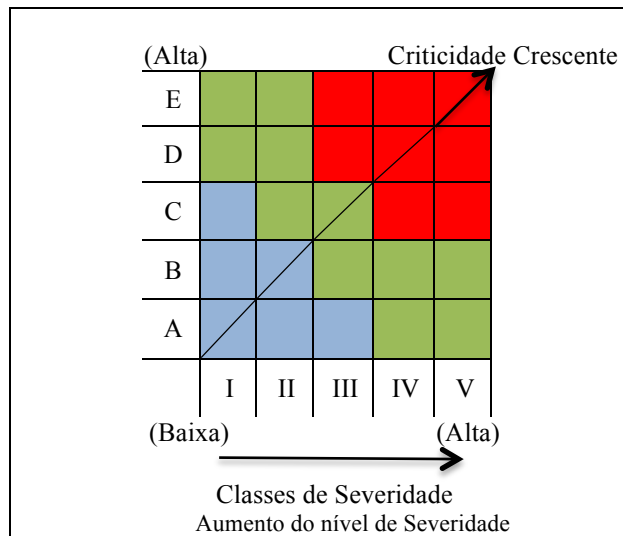 (Alta) Criticidade Crescente
E
D
C
B
A
I II III IV V
(Baixa) (Alta)
Classes de Severidade
Aumento do nível de Severidade